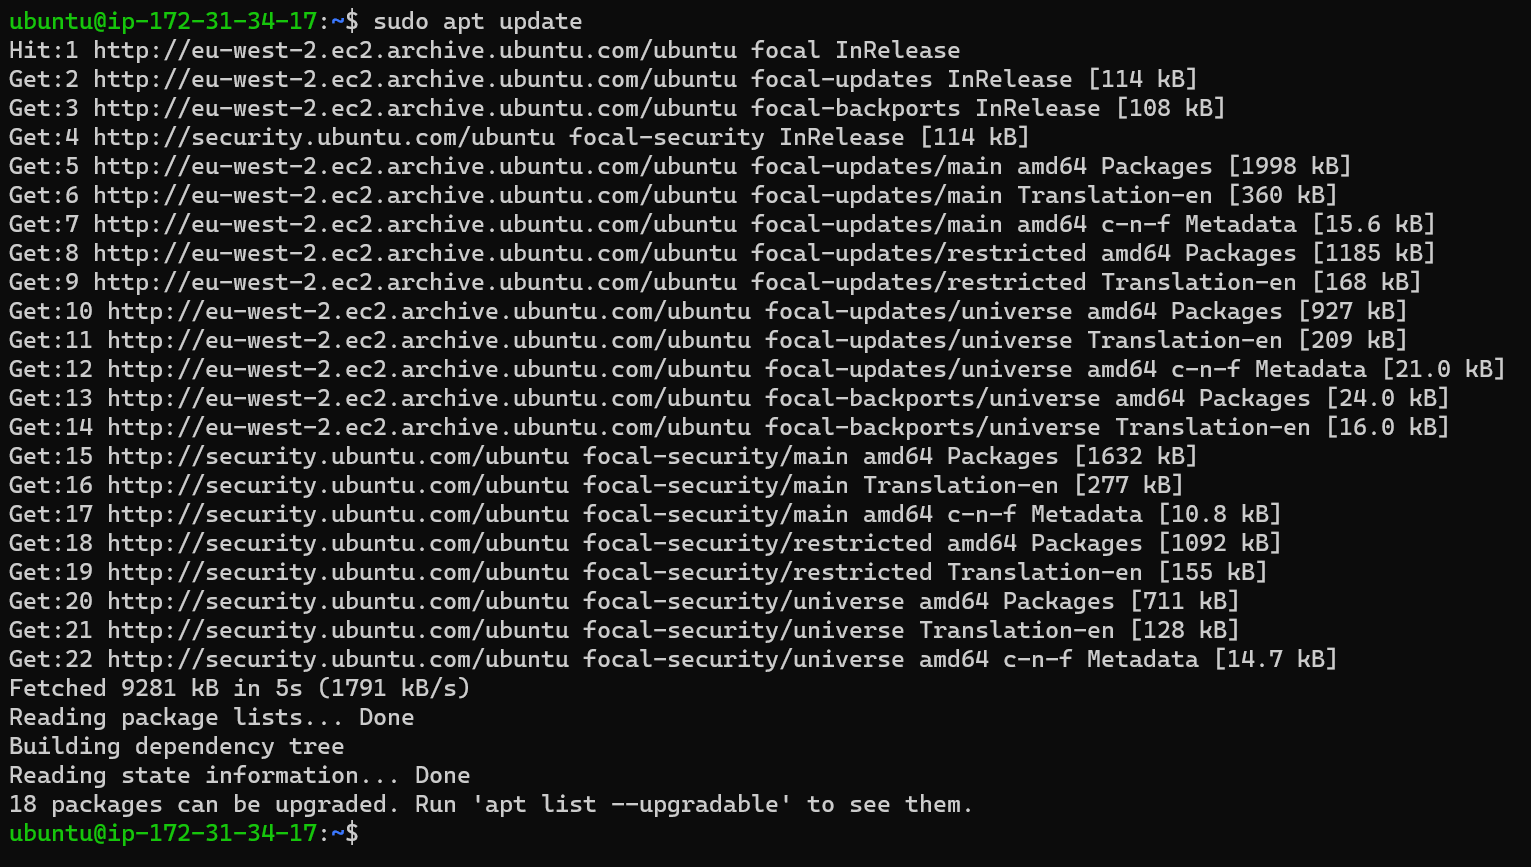 ubuntu@ip-172-31-34-17:~$ sudo apt update
Hit:1 http://eu-west-2.ec2.archive.ubuntu.com/ubuntu focal InRelease
Get:2 http://eu-west-2.ec2.archive.ubuntu.com/ubuntu focal-updates InRelease [114 kB]
Get:3 http://eu-west-2.ec2.archive.ubuntu.com/ubuntu focal-backports InRelease [108 kB]
Get:4 http://security.ubuntu.com/ubuntu focal-security InRelease [114 kB]
Get:5 http://eu-west-2.ec2.archive.ubuntu.com/ubuntu focal-updates/main amd64 Packages [1998 kB]
Get:6 http://eu-west-2.ec2.archive.ubuntu.com/ubuntu focal-updates/main Translation-en [360 kB]
Get:7 http://eu-west-2.ec2.archive.ubuntu.com/ubuntu focal-updates/main amd64 c-n-f Metadata [15.6 kB]
Get:8 http://eu-west-2.ec2.archive.ubuntu.com/ubuntu focal-updates/restricted amd64 Packages [1185 kB]
Get:9 http://eu-west-2.ec2.archive.ubuntu.com/ubuntu focal-updates/restricted Translation-en [168 kB]
Get:10 http://eu-west-2.ec2.archive.ubuntu.com/ubuntu focal-updates/universe amd64 Packages [927 kB]
Get:11 http://eu-west-2.ec2.archive.ubuntu.com/ubuntu focal-updates/universe Translation-en [209 kB]
Get:12 http://eu-west-2.ec2.archive.ubuntu.com/ubuntu focal-updates/universe amd64 c-n-f Metadata [21.0 kB]
Get:13 http://eu-west-2.ec2.archive.ubuntu.com/ubuntu focal-backports/universe amd64 Packages [24.0 kB]
Get:14 http://eu-west-2.ec2.archive.ubuntu.com/ubuntu focal-backports/universe Translation-en [16.0 kB]
Get:15 http://security.ubuntu.com/ubuntu focal-security/main amd64 Packages [1632 kB]
Get:16 http://security.ubuntu.com/ubuntu focal-security/main Translation-en [277 kB]
Get:17 http://security.ubuntu.com/ubuntu focal-security/main amd64 c-n-f Metadata [10.8 kB]
Get:18 http://security.ubuntu.com/ubuntu focal-security/restricted amd64 Packages [1092 kB]
Get:19 http://security.ubuntu.com/ubuntu focal-security/restricted Translation-en [155 kB]
Get:20 http://security.ubuntu.com/ubuntu focal-security/universe amd64 Packages [711 kB]
Get:21 http://security.ubuntu.com/ubuntu focal-security/universe Translation-en [128 kB]
Get:22 http://security.ubuntu.com/ubuntu focal-security/universe amd64 c-n-f Metadata [14.7 kB]
Fetched 9281 kB in 5s (1791 kB/s)
Reading package lists... Done
Building dependency tree
Reading state information... Done
18 packages can be upgraded. Run 'apt list --upgradable' to see them.
ubuntu@ip-172-31-34-17:~$